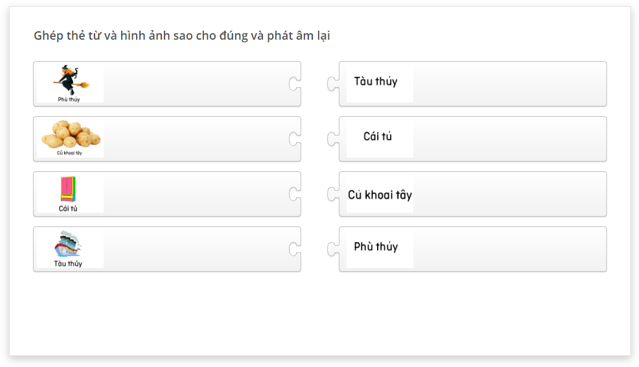 Ghép thẻ từ và hình ảnh sao cho đúng và phát âm lại
Phù thủy
Tàu thủy
Củ khoai tây
Cái tủ
Cái tủ
Củ khoai tây
Tàu thủy
Phù thủy